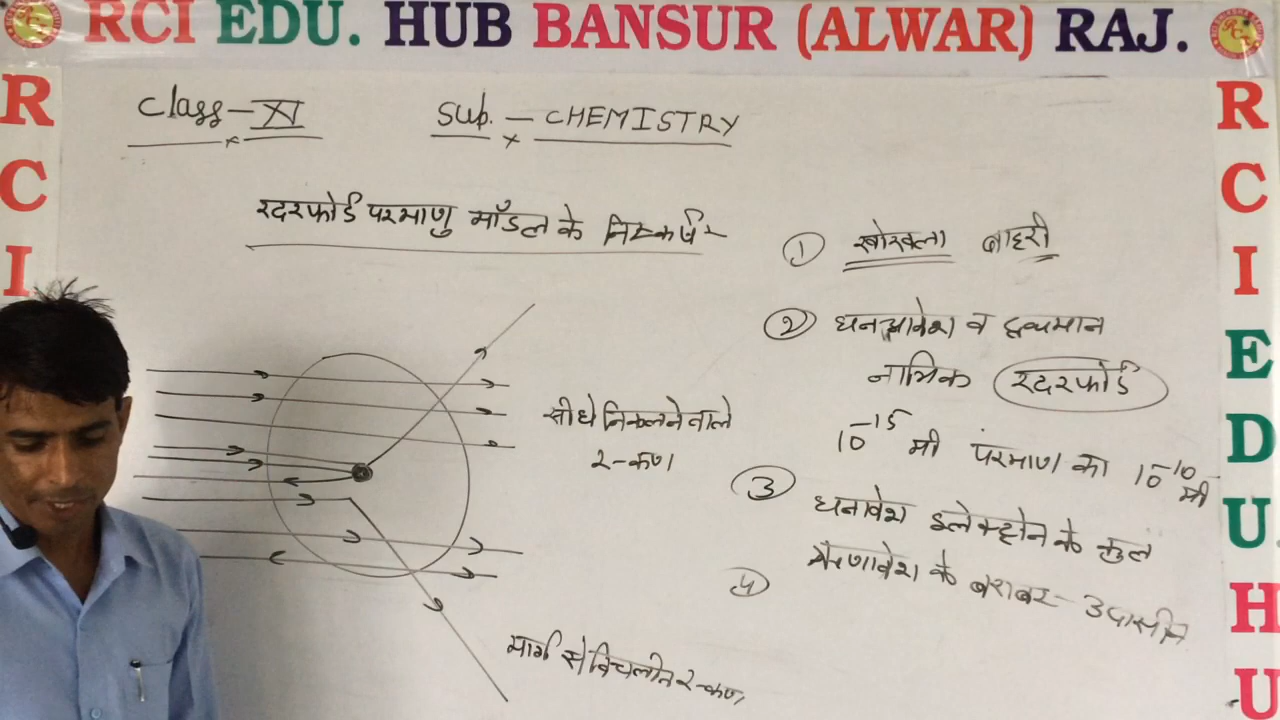 RCI EDU. HUB BANSUR (ALWAR) RAJ.
R
C
I
Class - XI
Sub. - CHEMISTRY
रदरफोर्ड परमाणु मॉडल के निष्कर्ष -
① खोखला बाहरी
② धनआवेश व द्रव्यमान
नाभिक रदरफोर्ड
10⁻¹⁵ मी परमाण का 10⁻¹⁰ मी
③ धनावेश इलेक्ट्रोन के कुल
ऋणावेश के बराबर - उदासीन
④
सीधे निकलने वाले
२-कण
मार्ग से विचलीत २-कण
R
C
I
E
D
U
H
U